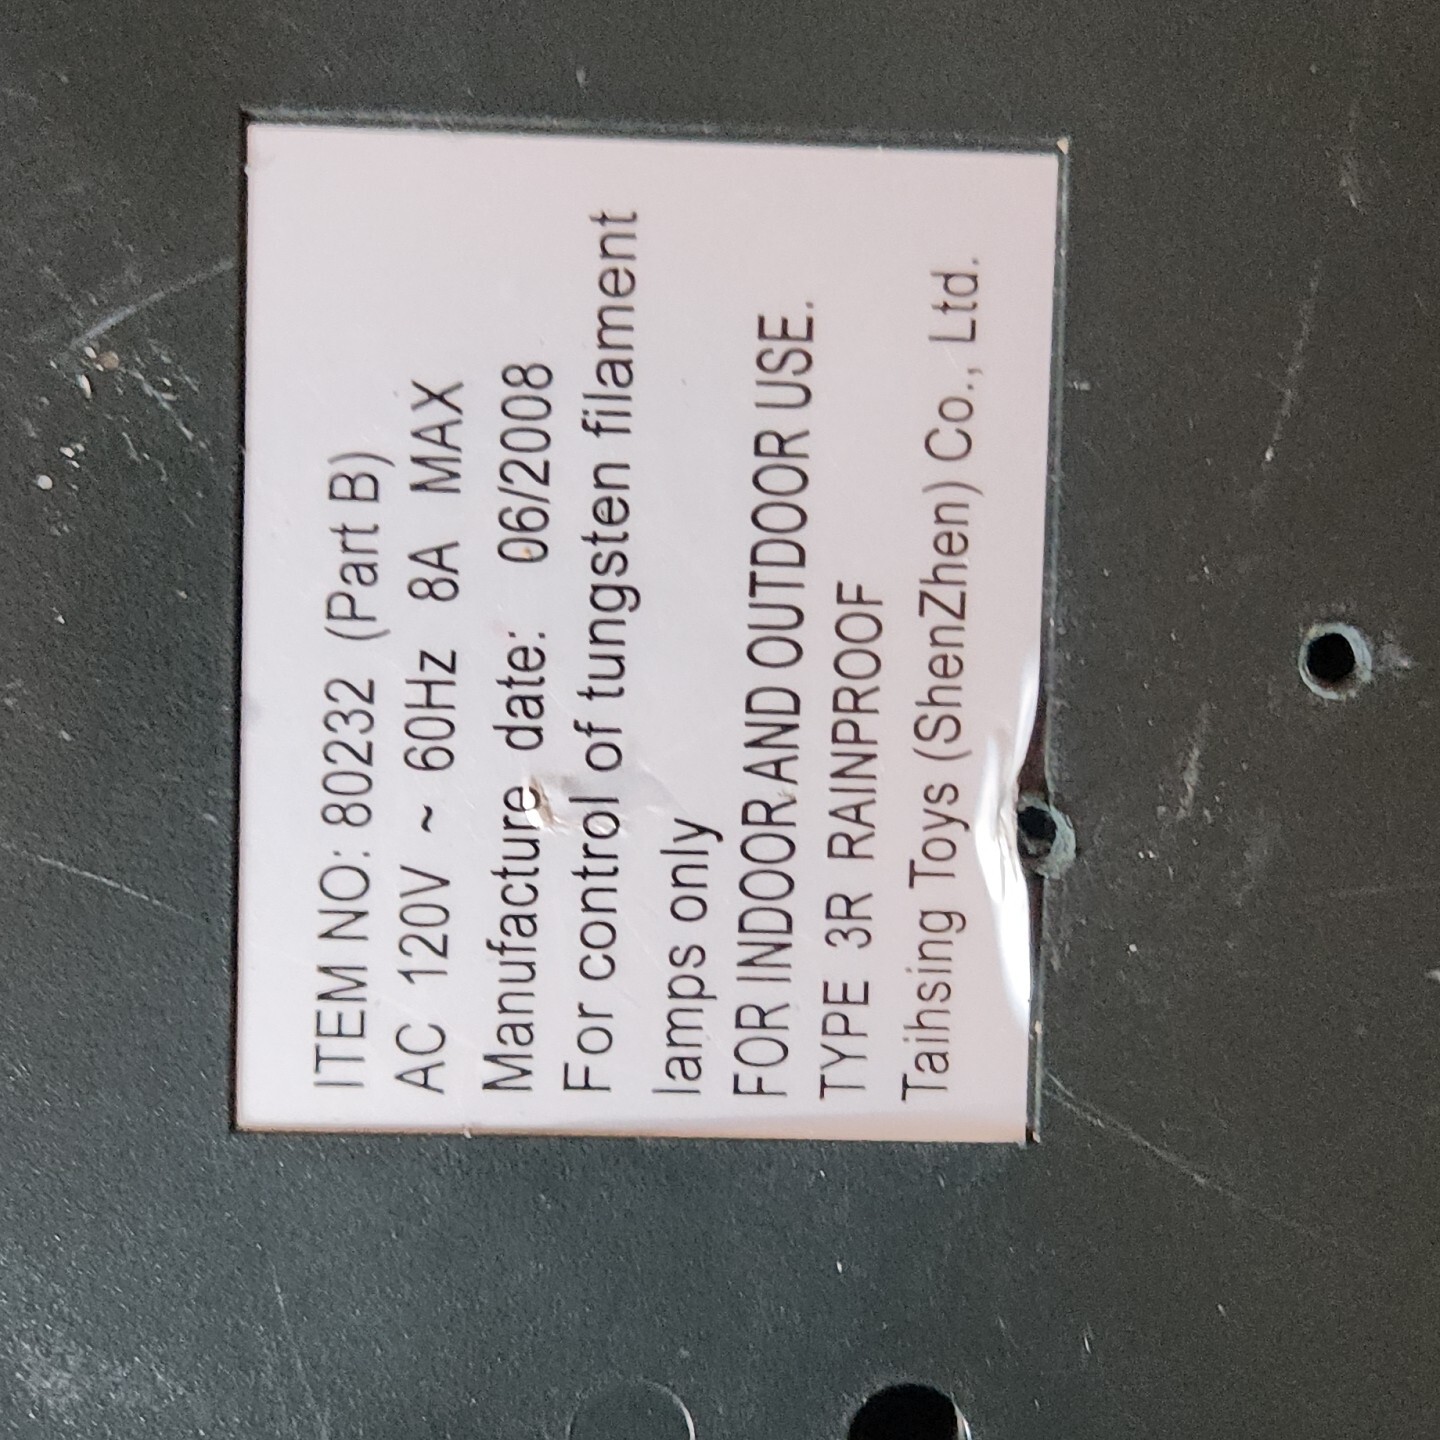 ITEM NO: 80232 (Part B)
AC 120V ~ 60Hz 8A MAX
Manufacture date: 06/2008
For control of tungsten filament
lamps only
FOR INDOOR AND OUTDOOR USE.
TYPE 3R RAINPROOF
Taihsing Toys (ShenZhen) Co., Ltd.